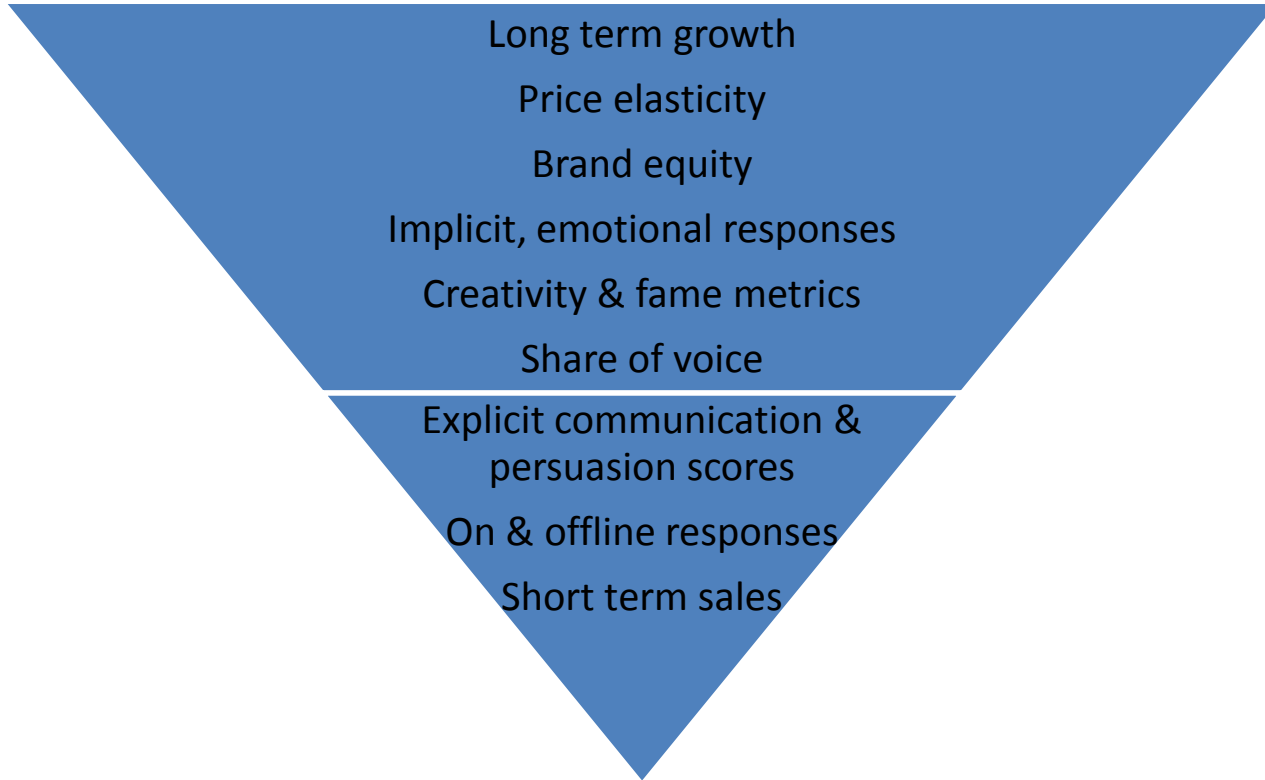 Long term growth
Price elasticity
Brand equity
Implicit, emotional responses
Creativity & fame metrics
Share of voice
Explicit communication &
persuasion scores
On & offline responses
Short term sales